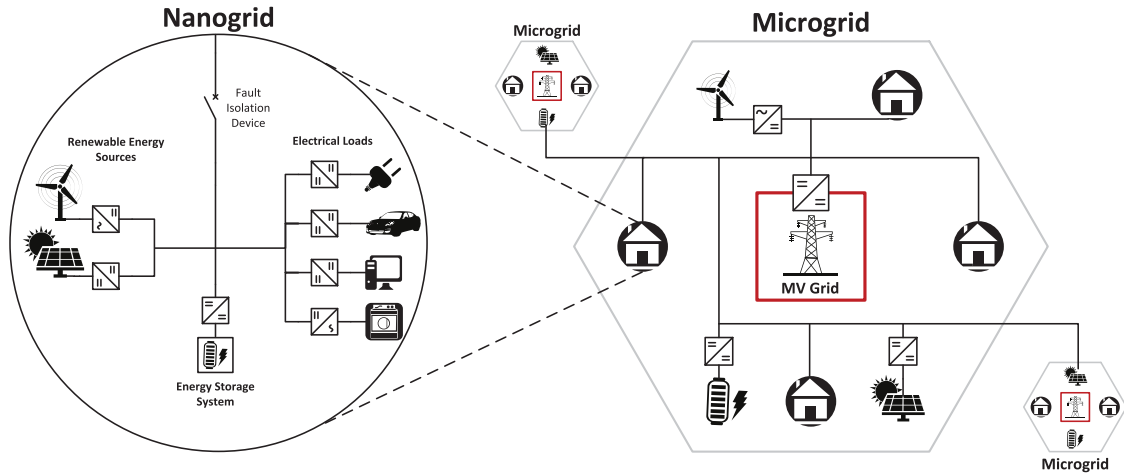 Nanogrid
Microgrid
Microgrid
Fault
Isolation
Device
Renewable Energy
Sources
Electrical Loads
MV Grid
Energy Storage
System
Microgrid